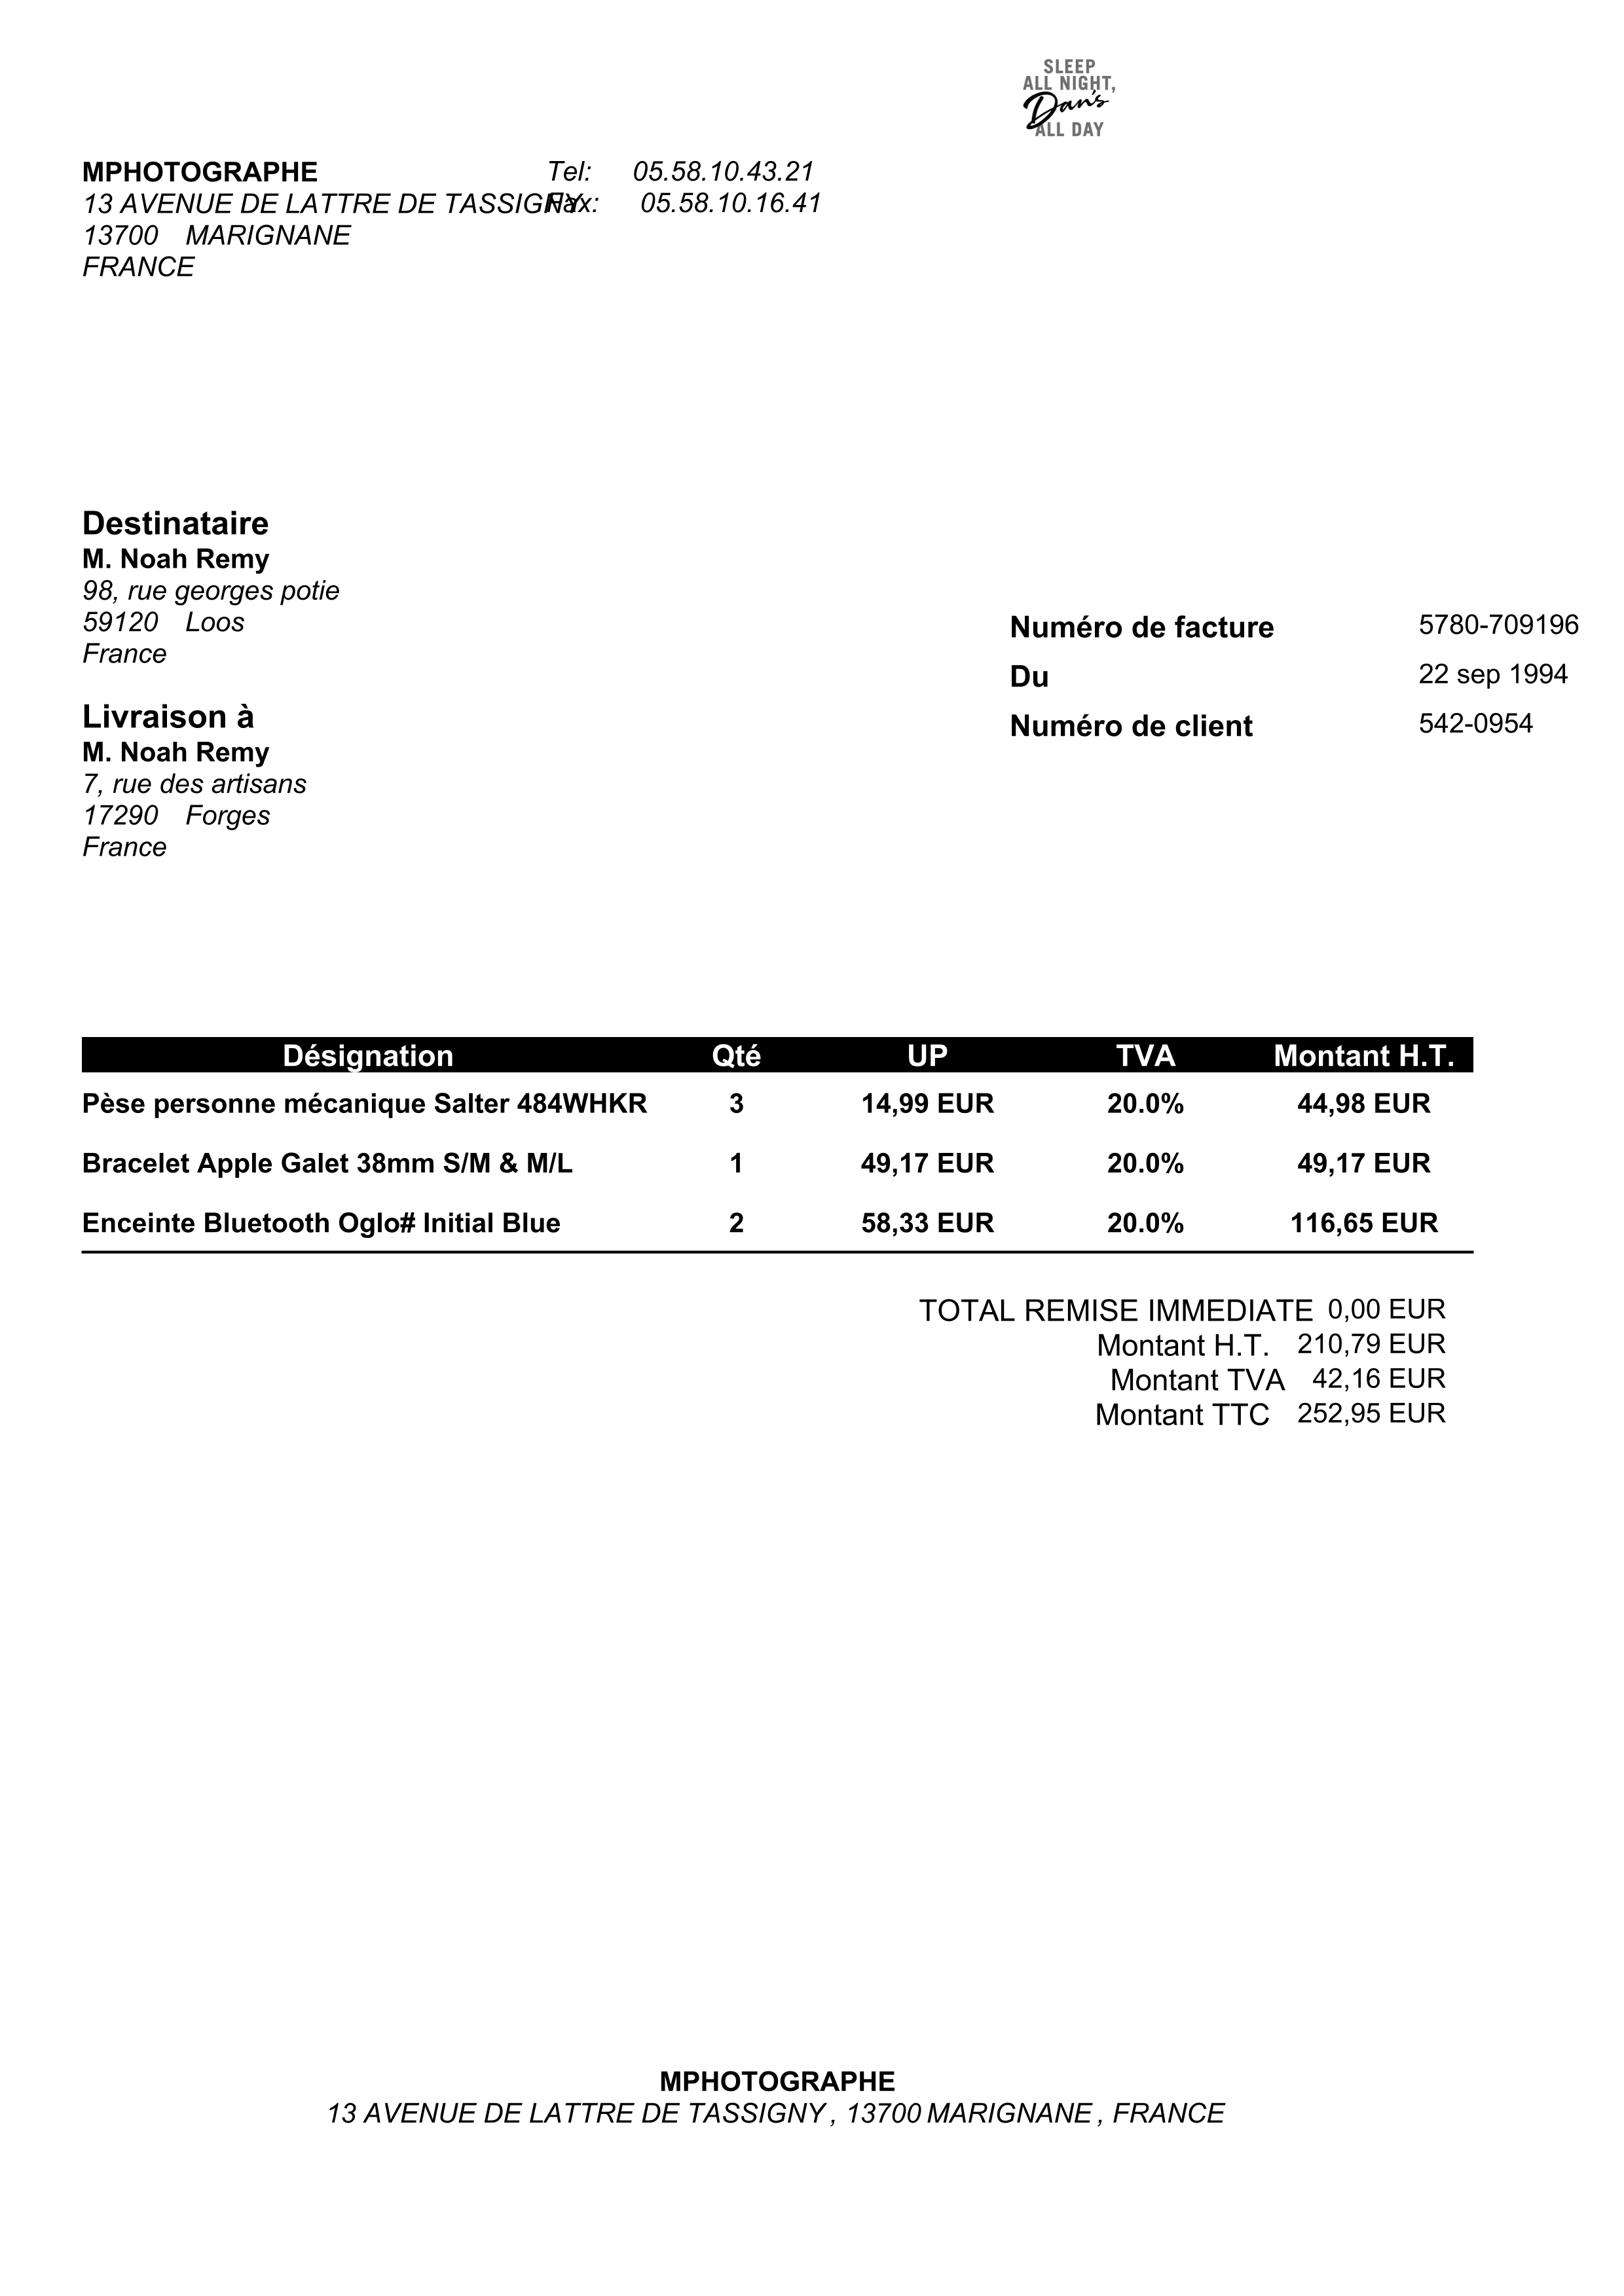 SLEEP
ALL NIGHT,
Dan's
ALL DAY
MPHOTOGRAPHE
13 AVENUE DE LATTRE DE TASSIGNY
13700 MARIGNANE
FRANCE
Tel: 05.58.10.43.21
Fax: 05.58.10.16.41
Destinataire
M. Noah Remy
98, rue georges potie
59120 Loos
France
Livraison à
M. Noah Remy
7, rue des artisans
17290 Forges
France
Numéro de facture 5780-709196
Du 22 sep 1994
Numéro de client 542-0954
Désignation Qté UP TVA Montant H.T.
Pèse personne mécanique Salter 484WHKR 3 14,99 EUR 20.0% 44,98 EUR
Bracelet Apple Galet 38mm S/M & M/L 1 49,17 EUR 20.0% 49,17 EUR
Enceinte Bluetooth Oglo# Initial Blue 2 58,33 EUR 20.0% 116,65 EUR
TOTAL REMISE IMMEDIATE 0,00 EUR
Montant H.T. 210,79 EUR
Montant TVA 42,16 EUR
Montant TTC 252,95 EUR
MPHOTOGRAPHE
13 AVENUE DE LATTRE DE TASSIGNY , 13700 MARIGNANE , FRANCE